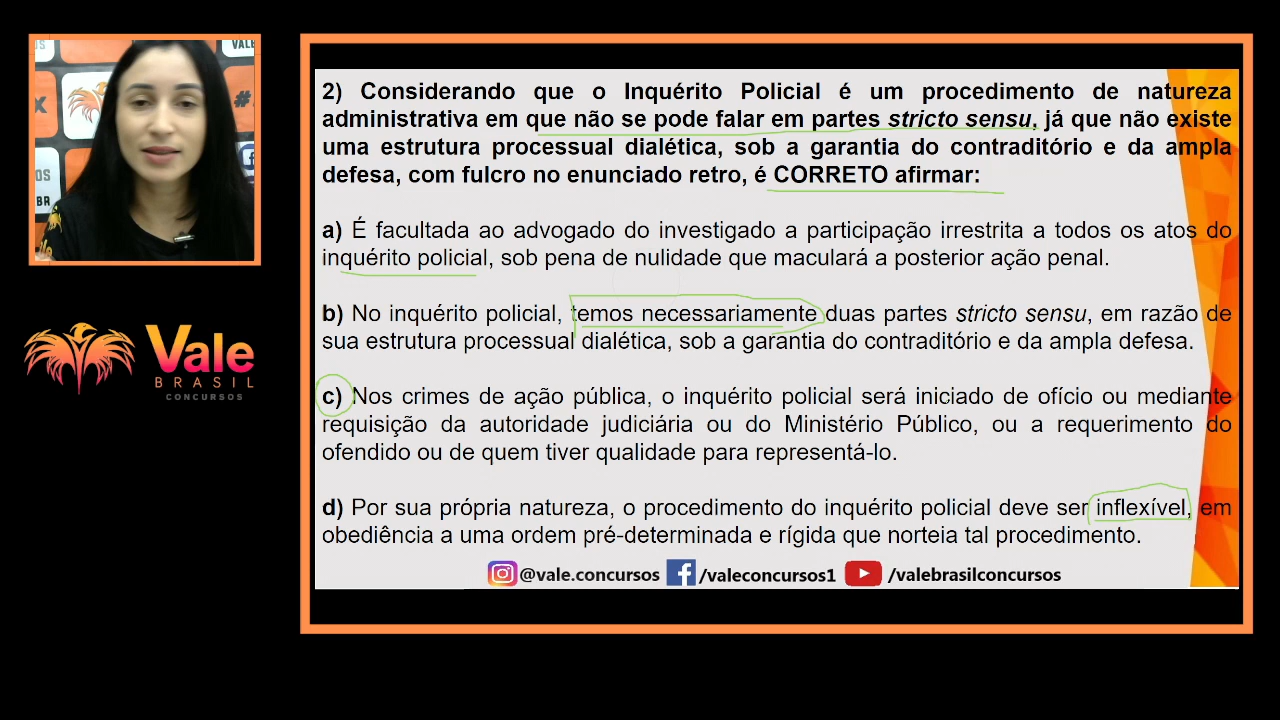 2) Considerando que o Inquérito Policial é um procedimento de natureza
administrativa em que não se pode falar em partes stricto sensu, já que não existe
uma estrutura processual dialética, sob a garantia do contraditório e da ampla
defesa, com fulcro no enunciado retro, é CORRETO afirmar:
a) É facultada ao advogado do investigado a participação irrestrita a todos os atos do
inquérito policial, sob pena de nulidade que maculará a posterior ação penal.
b) No inquérito policial, temos necessariamente duas partes stricto sensu, em razão de
sua estrutura processual dialética, sob a garantia do contraditório e da ampla defesa.
c) Nos crimes de ação pública, o inquérito policial será iniciado de ofício ou mediante
requisição da autoridade judiciária ou do Ministério Público, ou a requerimento do
ofendido ou de quem tiver qualidade para representá-lo.
d) Por sua própria natureza, o procedimento do inquérito policial deve ser inflexível, em
obediência a uma ordem pré-determinada e rígida que norteia tal procedimento.
@vale.concursos /valeconcursos1 /valebrasilconcursos
Vale
BRASIL
CONCURSOS